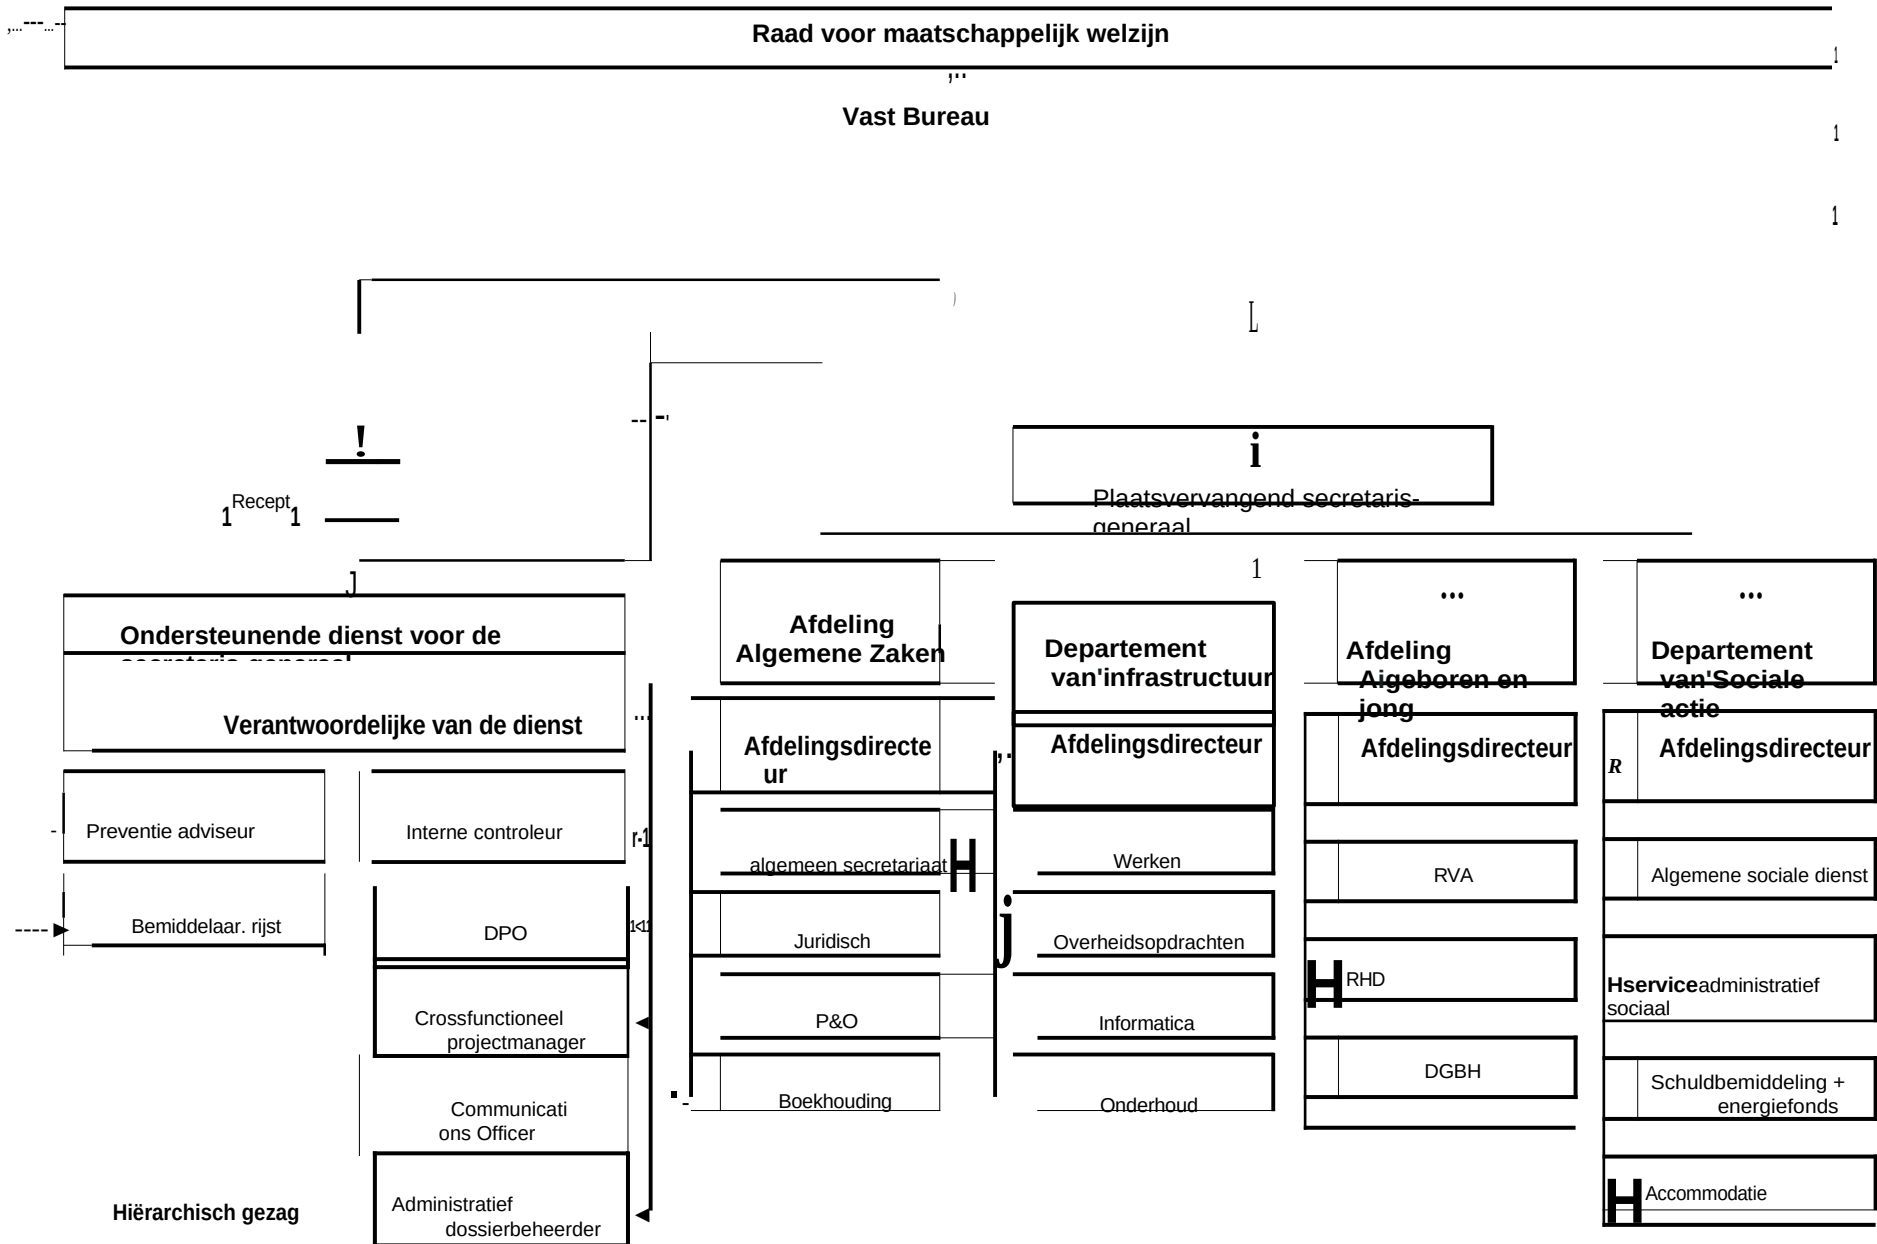 Raad voor maatschappelijk welzijn
Vast Bureau
Recept
Plaatsvervangend secretaris-
generaal
Ondersteunende dienst voor de
Verantwoordelijke van de dienst
Preventie adviseur
Bemiddelaar. rijst
Interne controleur
DPO
Crossfunctioneel
projectmanager
Communicati
ons Officer
Administratief
dossierbeheerder
Hiërarchisch gezag
Afdeling
Algemene Zaken
Afdelingsdirecte
ur
algemeen secretariaat
Juridisch
P&O
Boekhouding
Departement
van'infrastructuur
Afdelingsdirecteur
Werken
Overheidsopdrachten
Informatica
Onderhoud
Afdeling
Aigeboren en
jong
Afdelingsdirecteur
RVA
RHD
DGBH
Departement
van'Sociale
actie
R Afdelingsdirecteur
Algemene sociale dienst
Hserviceadministratief
sociaal
Schuldbemiddeling +
energiefonds
Accommodatie